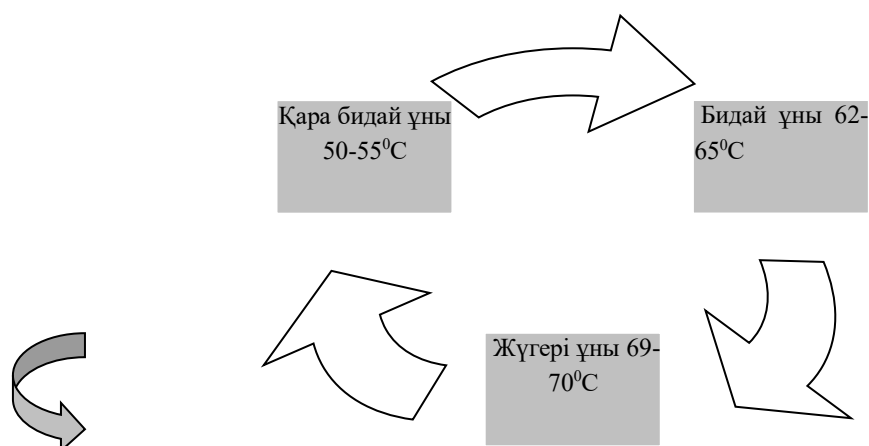 Қара бидай ұны
50-55⁰С
Бидай ұны 62-
65⁰С
Жүгері ұны 69-
70⁰С